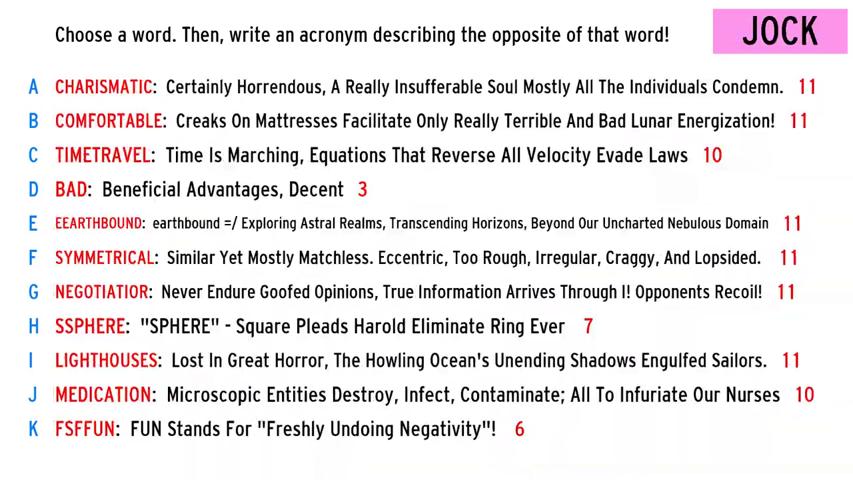 Choose a word. Then, write an acronym describing the opposite of that word!
JOCK
A CHARISMATIC: Certainly Horrendous, A Really Insufferable Soul Mostly All The Individuals Condemn. 11
B COMFORTABLE: Creaks On Mattresses Facilitate Only Really Terrible And Bad Lunar Energization! 11
C TIMETRAVEL: Time Is Marching, Equations That Reverse All Velocity Evade Laws 10
D BAD: Beneficial Advantages, Decent 3
E EEARTHBOUND: earthbound =/ Exploring Astral Realms, Transcending Horizons, Beyond Our Uncharted Nebulous Domain 11
F SYMMETRICAL: Similar Yet Mostly Matchless. Eccentric, Too Rough, Irregular, Craggy, And Lopsided. 11
G NEGOTIATIOR: Never Endure Goofed Opinions, True Information Arrives Through I! Opponents Recoil! 11
H SSPHERE: "SPHERE" - Square Pleads Harold Eliminate Ring Ever 7
I LIGHTHOUSES: Lost In Great Horror, The Howling Ocean's Unending Shadows Engulfed Sailors. 11
J MEDICATION: Microscopic Entities Destroy, Infect, Contaminate; All To Infuriate Our Nurses 10
K FSFFUN: FUN Stands For "Freshly Undoing Negativity"! 6